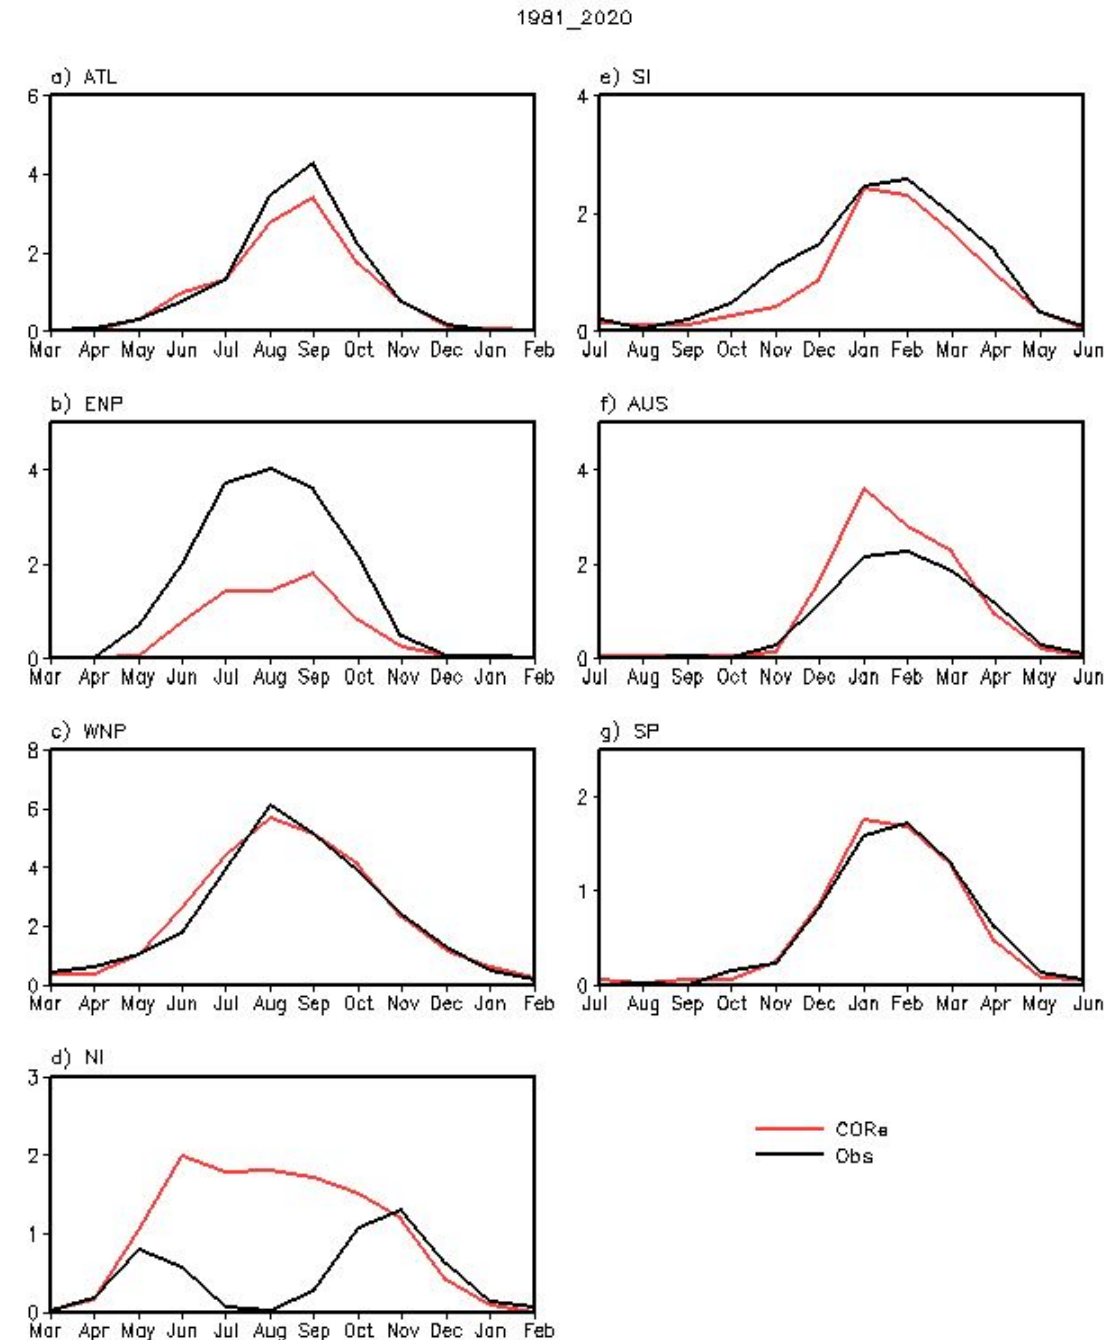 1981_2020
a) ATL
6
4
2
0
Mar Apr May Jun Jul Aug Sep Oct Nov Dec Jan Feb
b) ENP
4
2
0
Mar Apr May Jun Jul Aug Sep Oct Nov Dec Jan Feb
c) WNP
8
6
4
2
0
Mar Apr May Jun Jul Aug Sep Oct Nov Dec Jan Feb
d) NI
3
2
1
0
Mar Apr May Jun Jul Aug Sep Oct Nov Dec Jan Feb
e) SI
4
2
0
Jul Aug Sep Oct Nov Dec Jan Feb Mar Apr May Jun
f) AUS
4
2
0
Jul Aug Sep Oct Nov Dec Jan Feb Mar Apr May Jun
g) SP
2
1
0
Jul Aug Sep Oct Nov Dec Jan Feb Mar Apr May Jun
CORe
Obs